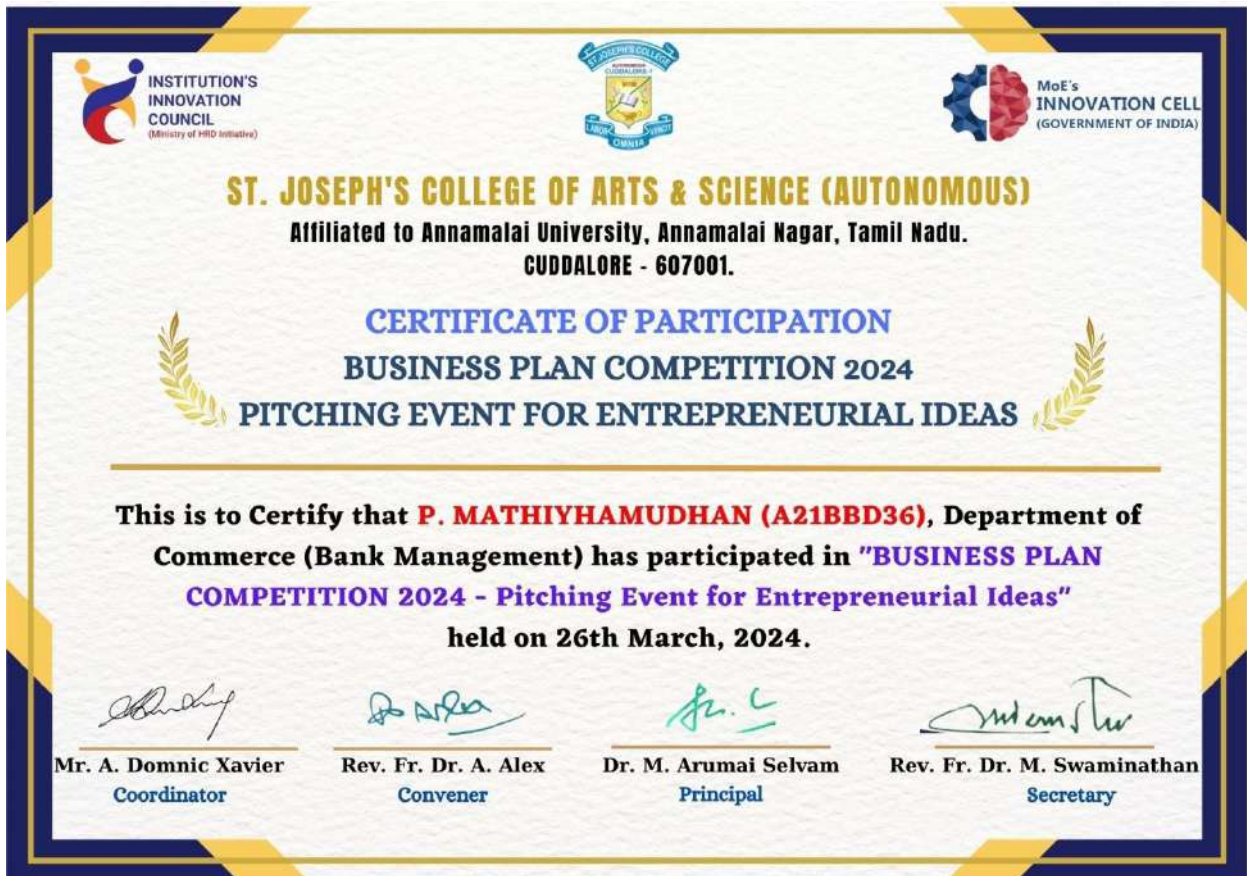 INSTITUTION'S
INNOVATION
COUNCIL
(Ministry of HRD Initiative)
ST. JOSEPH'S COLLEGE
AUTONOMOUS
CUDDALORE-1
LABOR OMNIA VINCIT
MoE's
INNOVATION CELL
(GOVERNMENT OF INDIA)
ST. JOSEPH'S COLLEGE OF ARTS & SCIENCE (AUTONOMOUS)
Affiliated to Annamalai University, Annamalai Nagar, Tamil Nadu.
CUDDALORE - 607001.
CERTIFICATE OF PARTICIPATION
BUSINESS PLAN COMPETITION 2024
PITCHING EVENT FOR ENTREPRENEURIAL IDEAS
This is to Certify that P. MATHIYHAMUDHAN (A21BBD36), Department of
Commerce (Bank Management) has participated in "BUSINESS PLAN
COMPETITION 2024 - Pitching Event for Entrepreneurial Ideas"
held on 26th March, 2024.
Mr. A. Domnic Xavier
Coordinator
Rev. Fr. Dr. A. Alex
Convener
Dr. M. Arumai Selvam
Principal
Rev. Fr. Dr. M. Swaminathan
Secretary